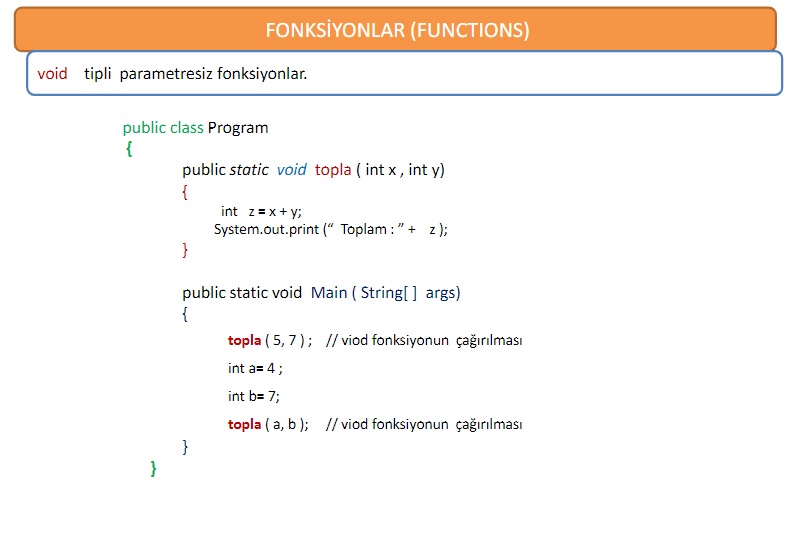 FONKSİYONLAR (FUNCTIONS)
void tipli parametresiz fonksiyonlar.
public class Program
{
public static void topla ( int x , int y)
{
int z = x + y;
System.out.print (“ Toplam : ” + z );
}
public static void Main ( String[ ] args)
{
topla ( 5, 7 ) ; // viod fonksiyonun çağırılması
int a= 4 ;
int b= 7;
topla ( a, b ); // viod fonksiyonun çağırılması
}
}